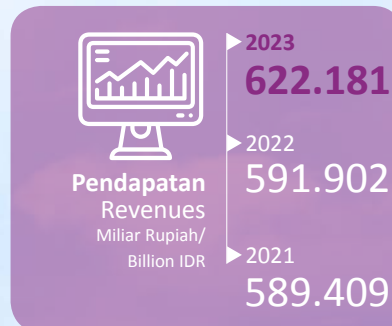 Pendapatan
Revenues
Miliar Rupiah/
Billion IDR
2023
622.181
2022
591.902
2021
589.409